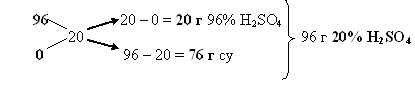 96 20 – 0 = 20 г 96% H₂SO₄
20 96 г 20% H₂SO₄
0 96 – 20 = 76 г су